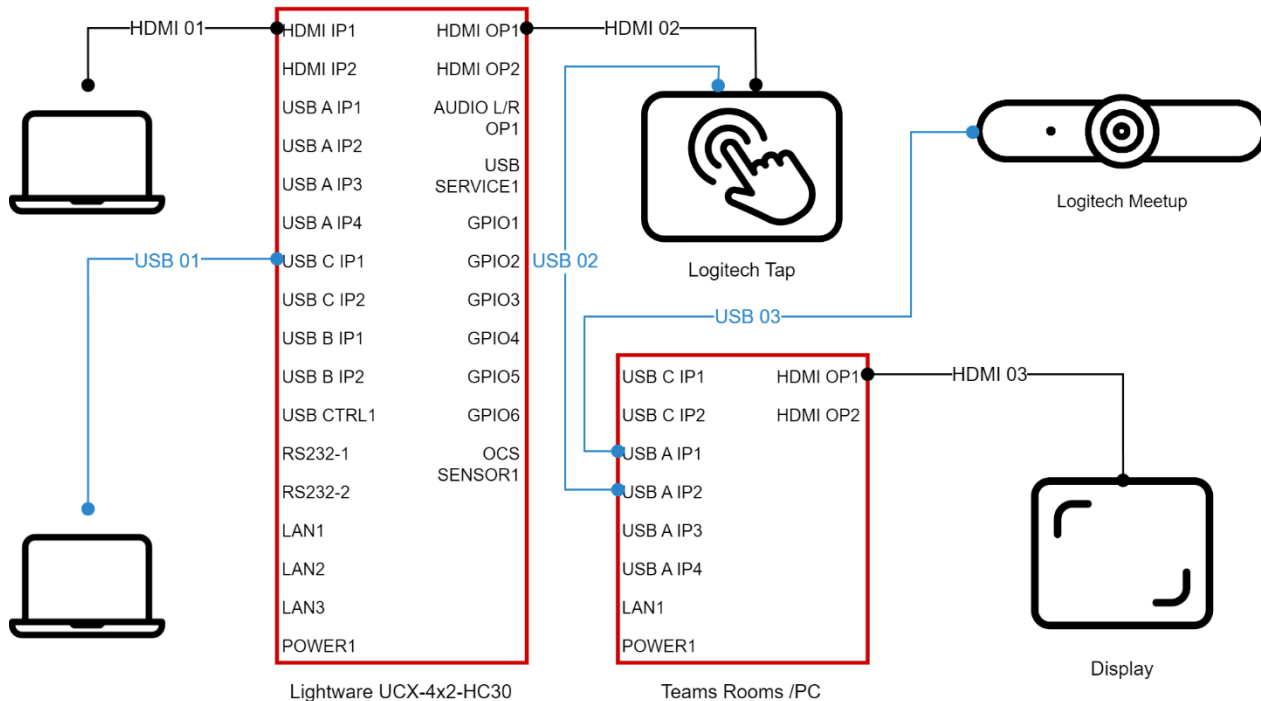 HDMI 01
HDMI IP1
HDMI OP1
HDMI 02
HDMI IP2
HDMI OP2
USB A IP1
AUDIO L/R
OP1
USB A IP2
USB
SERVICE1
USB A IP3
USB A IP4
GPIO1
USB 01
USB C IP1
GPIO2
USB 02
USB C IP2
GPIO3
USB B IP1
GPIO4
USB B IP2
GPIO5
USB CTRL1
GPIO6
RS232-1
OCS
SENSOR1
RS232-2
LAN1
LAN2
LAN3
POWER1
Lightware UCX-4x2-HC30
Logitech Tap
Logitech Meetup
USB 03
USB C IP1
HDMI OP1
HDMI 03
USB C IP2
HDMI OP2
USB A IP1
USB A IP2
USB A IP3
USB A IP4
LAN1
POWER1
Teams Rooms /PC
Display